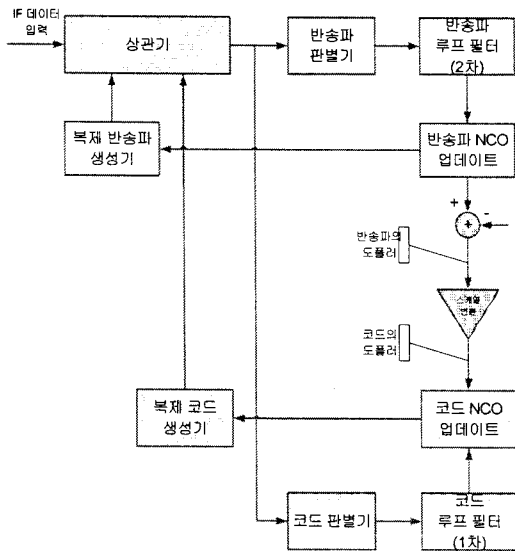 IF 데이터
입력
상관기
반송파
판별기
반송파
루프 필터
(2차)
복제 반송파
생성기
반송파 NCO
업데이트
+
-
+
반송파의
도플러
스케일
변환
코드의
도플러
복제 코드
생성기
코드 NCO
업데이트
코드 판별기
코드
루프 필터
(1차)